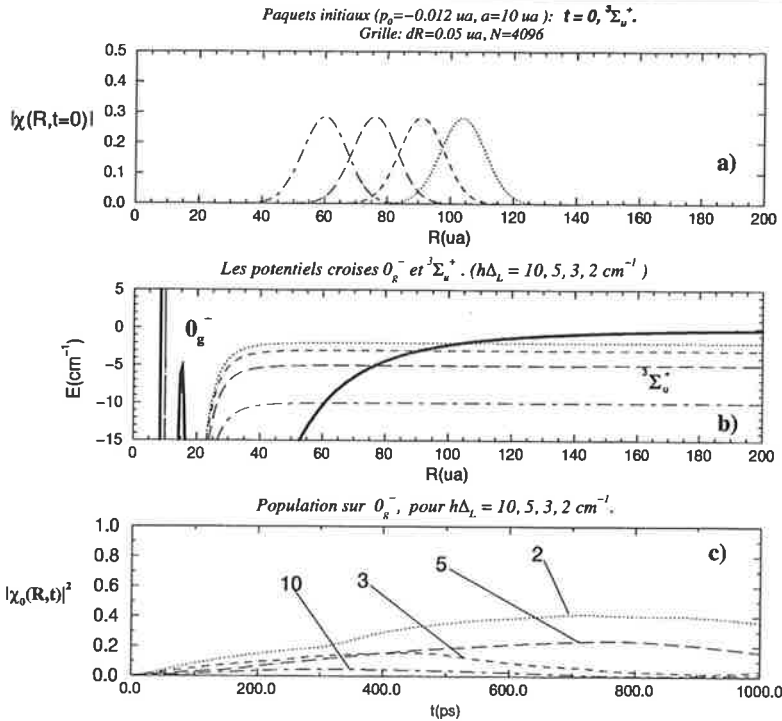 Paquets initiaux (p₀=−0.012 ua, a=10 ua ): t = 0, ³Σᵤ⁺.
Grille: dR=0.05 ua, N=4096
0.5
0.4
|χ(R,t=0)| 0.3
0.2
0.1
0.0
a)
0 20 40 60 80 100 120 140 160 180 200
R(ua)
Les potentiels croises 0g⁻ et ³Σᵤ⁺ . (hΔL = 10, 5, 3, 2 cm⁻¹ )
5
0
E(cm⁻¹) −5
−10
−15
0g⁻
³Σᵤ⁺
b)
0 20 40 60 80 100 120 140 160 180 200
R(ua)
Population sur 0g⁻, pour hΔL = 10, 5, 3, 2 cm⁻¹.
1.0
0.8
|χ₀(R,t)|² 0.6
0.4
0.2
0.0
c)
10 3 5 2
0.0 200.0 400.0 600.0 800.0 1000.0
t(ps)